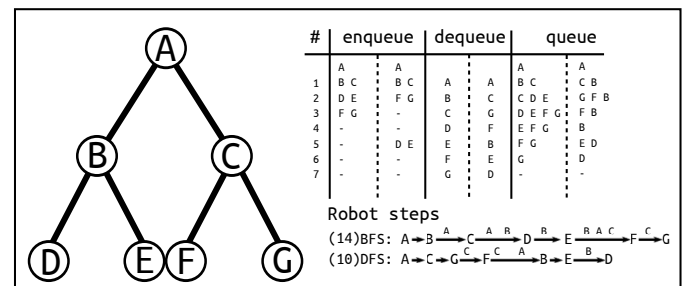 A
B C
D E F G
# enqueue dequeue queue
A A A A
1 B C B C A A B C C B
2 D E F G B C C D E G F B
3 F G - C G D E F G F B
4 - - D F E F G B
5 - D E E B F G E D
6 - - F E G D
7 - - G D - -
Robot steps
A A B B B A C C
(14)BFS: A→B→C→D→E→F→G
C C A B
(10)DFS: A→C→G→F→B→E→D